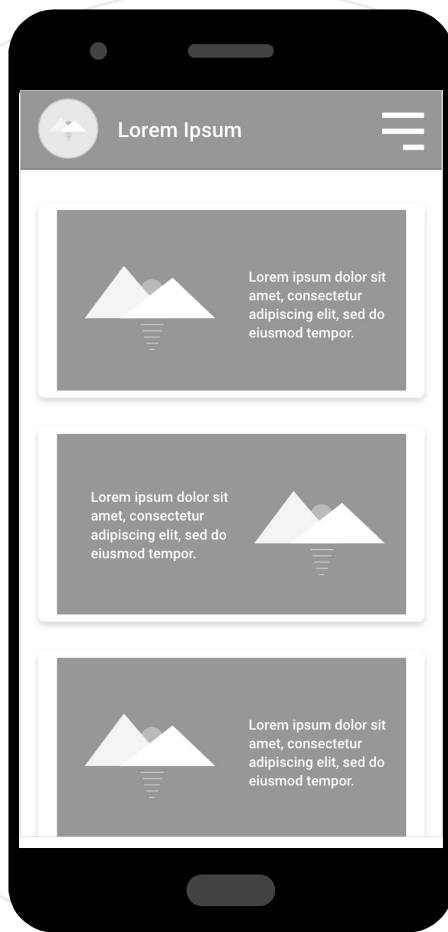 Lorem Ipsum
Lorem ipsum dolor sit
amet, consectetur
adipiscing elit, sed do
eiusmod tempor.
Lorem ipsum dolor sit
amet, consectetur
adipiscing elit, sed do
eiusmod tempor.
Lorem ipsum dolor sit
amet, consectetur
adipiscing elit, sed do
eiusmod tempor.